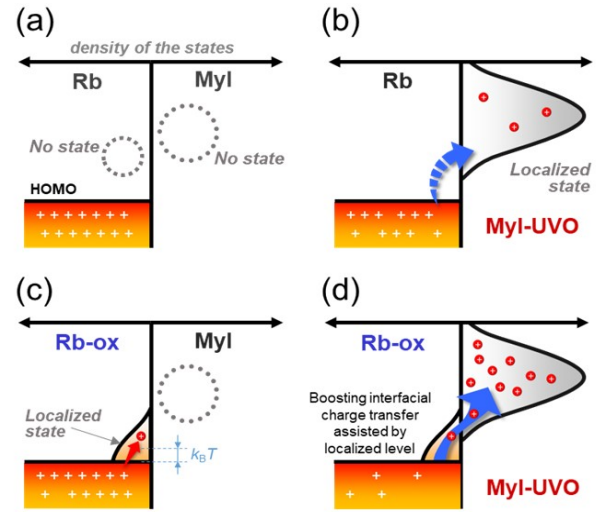 (a)
density of the states
Rb
Myl
No state
No state
HOMO
+ + + + + + +
+ + + + + + +
(b)
Rb
+
+
+
Localized
state
+ + + + + +
+ + + + +
Myl-UVO
(c)
Rb-ox
Myl
Localized
state
+
kBT
+ + + + + +
+ + + + + +
(d)
Rb-ox
Boosting interfacial
charge transfer
assisted by
localized level
+ +
+ +
Myl-UVO